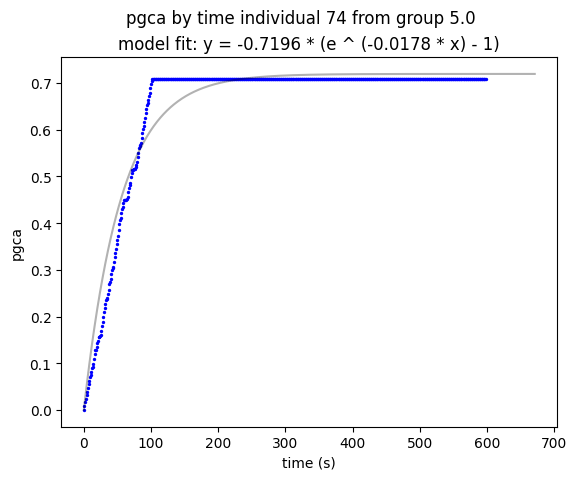 pgca by time individual 74 from group 5.0
model fit: y = -0.7196 * (e ^ (-0.0178 * x) - 1)
0.7
0.6
0.5
0.4
0.3
0.2
0.1
0.0
pgca
0 100 200 300 400 500 600 700
time (s)